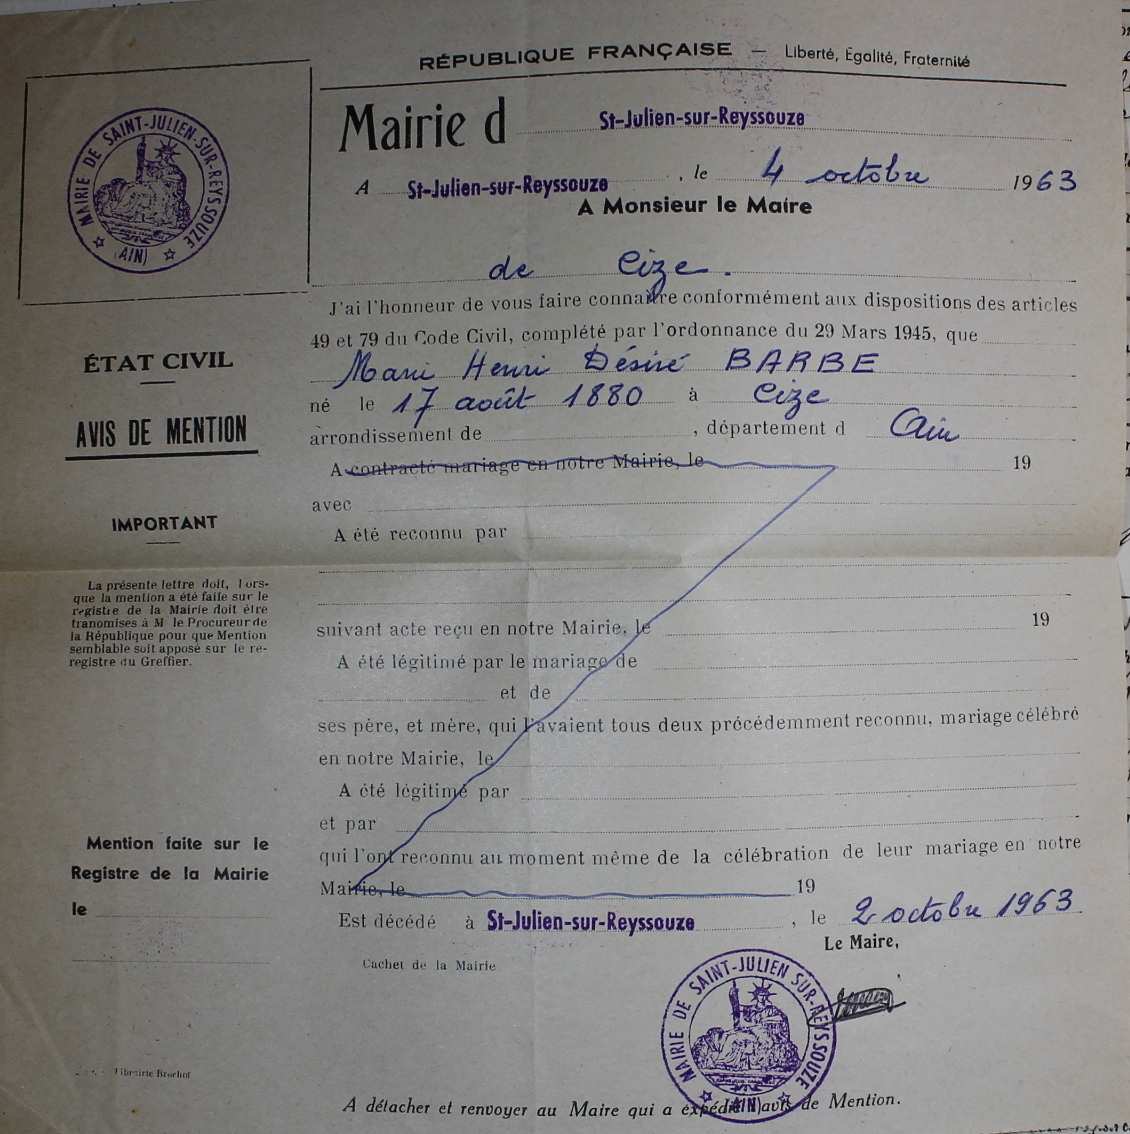 RÉPUBLIQUE FRANÇAISE — Liberté, Egalité, Fraternité
MAIRIE DE SAINT-JULIEN-SUR-REYSSOUZE
(AIN)
Mairie d St-Julien-sur-Reyssouze
A St-Julien-sur-Reyssouze, le 4 octobre 1963
A Monsieur le Maire
de Cize.
J'ai l'honneur de vous faire connaître conformément aux dispositions des articles
49 et 79 du Code Civil, complété par l'ordonnance du 29 Mars 1945, que
Marie Henri Désiré BARBE
né le 17 août 1880 à Cize
arrondissement de , département d Ain
A contracté mariage en notre Mairie, le 19
avec
A été reconnu par
suivant acte reçu en notre Mairie, le 19
A été légitimé par le mariage de
et de
ses père, et mère, qui l'avaient tous deux précédemment reconnu, mariage célébré
en notre Mairie, le
A été légitimé par
et par
qui l'ont reconnu au moment même de la célébration de leur mariage en notre
Mairie, le 19
Est décédé à St-Julien-sur-Reyssouze, le 2 octobre 1963
Le Maire,
Cachet de la Mairie
MAIRIE DE SAINT-JULIEN SUR-REYSSOUZE
(AIN)
A détacher et renvoyer au Maire qui a expédié l'avis de Mention.
ÉTAT CIVIL
AVIS DE MENTION
IMPORTANT
La présente lettre doit, lors-
que la mention a été faite sur le
registre de la Mairie doit être
tranomises à M le Procureur de
la République pour que Mention
semblable soit apposé sur le re-
registre du Greffier.
Mention faite sur le
Registre de la Mairie
le
Librairie Brochot